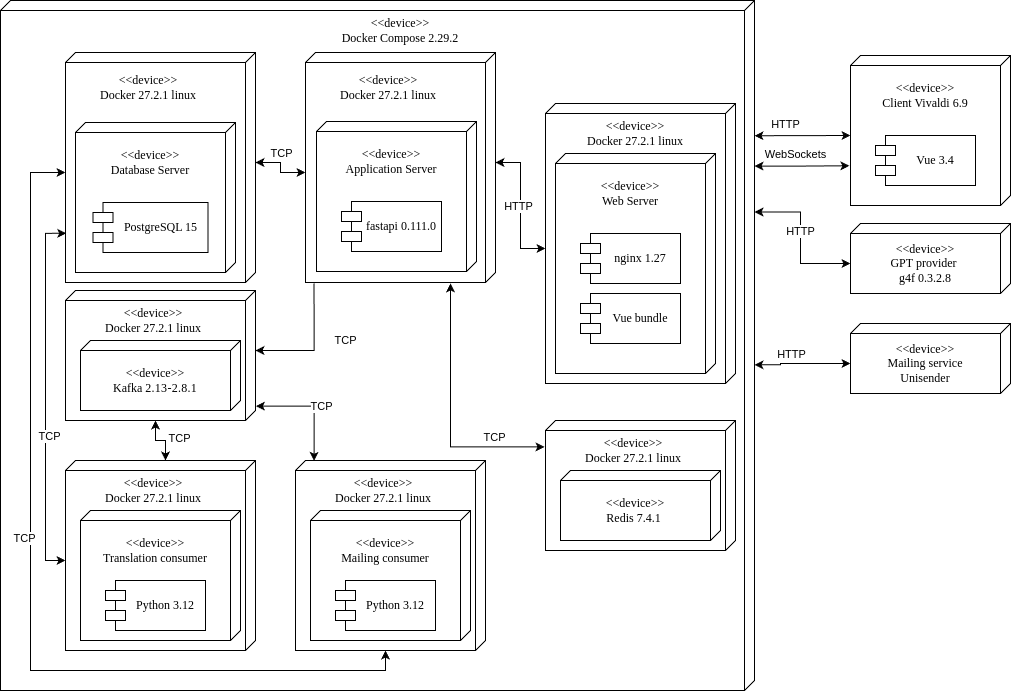 <<device>>
Docker Compose 2.29.2
<<device>>
Docker 27.2.1 linux
<<device>>
Database Server
PostgreSQL 15
TCP
<<device>>
Docker 27.2.1 linux
<<device>>
Application Server
fastapi 0.111.0
HTTP
<<device>>
Docker 27.2.1 linux
<<device>>
Web Server
nginx 1.27
Vue bundle
HTTP
WebSockets
<<device>>
Client Vivaldi 6.9
Vue 3.4
HTTP
<<device>>
GPT provider
g4f 0.3.2.8
HTTP
<<device>>
Mailing service
Unisender
<<device>>
Docker 27.2.1 linux
<<device>>
Kafka 2.13-2.8.1
TCP
TCP
TCP
TCP
TCP
TCP
<<device>>
Docker 27.2.1 linux
<<device>>
Redis 7.4.1
<<device>>
Docker 27.2.1 linux
<<device>>
Translation consumer
Python 3.12
<<device>>
Docker 27.2.1 linux
<<device>>
Mailing consumer
Python 3.12